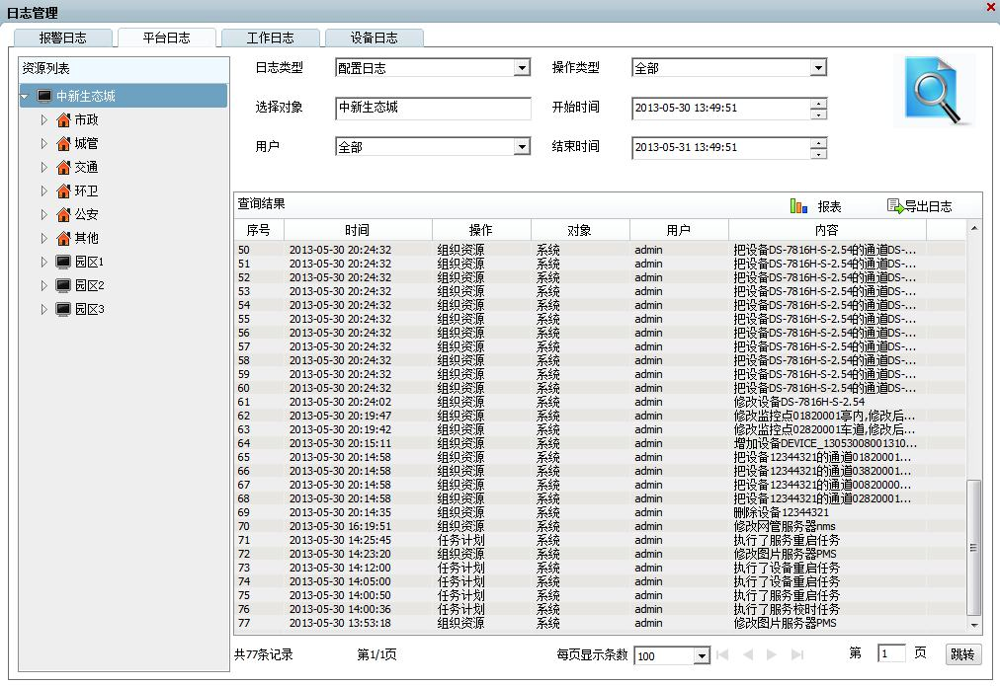 日志管理
报警日志 平台日志 工作日志 设备日志
资源列表
中新生态城
市政
城管
交通
环卫
公安
其他
园区1
园区2
园区3
日志类型 配置日志 操作类型 全部
选择对象 中新生态城 开始时间 2013-05-30 13:49:51
用户 全部 结束时间 2013-05-31 13:49:51
查询结果 报表 导出日志
序号 时间 操作 对象 用户 内容
50 2013-05-30 20:24:32 组织资源 系统 admin 把设备DS-7816H-S-2.54的通道DS-...
51 2013-05-30 20:24:32 组织资源 系统 admin 把设备DS-7816H-S-2.54的通道DS-...
52 2013-05-30 20:24:32 组织资源 系统 admin 把设备DS-7816H-S-2.54的通道DS-...
53 2013-05-30 20:24:32 组织资源 系统 admin 把设备DS-7816H-S-2.54的通道DS-...
54 2013-05-30 20:24:32 组织资源 系统 admin 把设备DS-7816H-S-2.54的通道DS-...
55 2013-05-30 20:24:32 组织资源 系统 admin 把设备DS-7816H-S-2.54的通道DS-...
56 2013-05-30 20:24:32 组织资源 系统 admin 把设备DS-7816H-S-2.54的通道DS-...
57 2013-05-30 20:24:32 组织资源 系统 admin 把设备DS-7816H-S-2.54的通道DS-...
58 2013-05-30 20:24:32 组织资源 系统 admin 把设备DS-7816H-S-2.54的通道DS-...
59 2013-05-30 20:24:32 组织资源 系统 admin 把设备DS-7816H-S-2.54的通道DS-...
60 2013-05-30 20:24:32 组织资源 系统 admin 把设备DS-7816H-S-2.54的通道DS-...
61 2013-05-30 20:24:02 组织资源 系统 admin 修改设备DS-7816H-S-2.54
62 2013-05-30 20:19:47 组织资源 系统 admin 修改监控点01820001亭内,修改后...
63 2013-05-30 20:19:42 组织资源 系统 admin 修改监控点02820001车道,修改后...
64 2013-05-30 20:15:11 组织资源 系统 admin 增加设备DEVICE_13053008001310...
65 2013-05-30 20:14:58 组织资源 系统 admin 把设备12344321的通道01820001...
66 2013-05-30 20:14:58 组织资源 系统 admin 把设备12344321的通道03820001...
67 2013-05-30 20:14:58 组织资源 系统 admin 把设备12344321的通道00820000...
68 2013-05-30 20:14:58 组织资源 系统 admin 把设备12344321的通道02820001...
69 2013-05-30 20:14:35 组织资源 系统 admin 删除设备12344321
70 2013-05-30 16:19:51 组织资源 系统 admin 修改网管服务器nms
71 2013-05-30 14:25:45 任务计划 系统 admin 执行了服务重启任务
72 2013-05-30 14:23:20 组织资源 系统 admin 修改图片服务器PMS
73 2013-05-30 14:12:00 任务计划 系统 admin 执行了设备重启任务
74 2013-05-30 14:05:00 任务计划 系统 admin 执行了设备重启任务
75 2013-05-30 14:00:50 任务计划 系统 admin 执行了服务重启任务
76 2013-05-30 14:00:36 任务计划 系统 admin 执行了服务校时任务
77 2013-05-30 13:53:18 组织资源 系统 admin 修改图片服务器PMS
共77条记录 第1/1页 每页显示条数 100 第 1 页 跳转